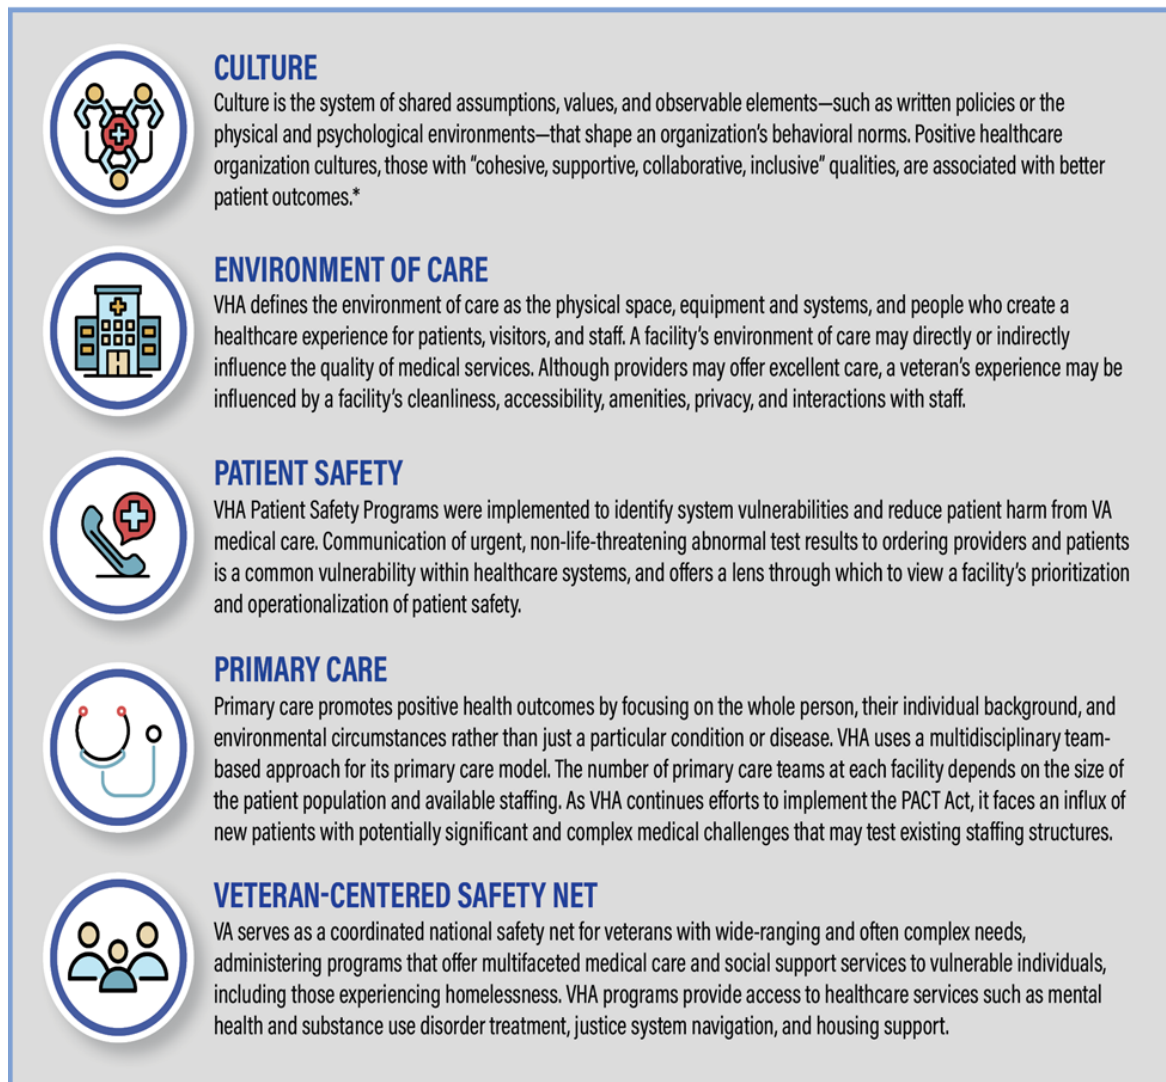 CULTURE
Culture is the system of shared assumptions, values, and observable elements—such as written policies or the
physical and psychological environments—that shape an organization’s behavioral norms. Positive healthcare
organization cultures, those with “cohesive, supportive, collaborative, inclusive” qualities, are associated with better
patient outcomes.*
ENVIRONMENT OF CARE
VHA defines the environment of care as the physical space, equipment and systems, and people who create a
healthcare experience for patients, visitors, and staff. A facility’s environment of care may directly or indirectly
influence the quality of medical services. Although providers may offer excellent care, a veteran’s experience may be
influenced by a facility’s cleanliness, accessibility, amenities, privacy, and interactions with staff.
PATIENT SAFETY
VHA Patient Safety Programs were implemented to identify system vulnerabilities and reduce patient harm from VA
medical care. Communication of urgent, non-life-threatening abnormal test results to ordering providers and patients
is a common vulnerability within healthcare systems, and offers a lens through which to view a facility’s prioritization
and operationalization of patient safety.
PRIMARY CARE
Primary care promotes positive health outcomes by focusing on the whole person, their individual background, and
environmental circumstances rather than just a particular condition or disease. VHA uses a multidisciplinary team-
based approach for its primary care model. The number of primary care teams at each facility depends on the size of
the patient population and available staffing. As VHA continues efforts to implement the PACT Act, it faces an influx of
new patients with potentially significant and complex medical challenges that may test existing staffing structures.
VETERAN-CENTERED SAFETY NET
VA serves as a coordinated national safety net for veterans with wide-ranging and often complex needs,
administering programs that offer multifaceted medical care and social support services to vulnerable individuals,
including those experiencing homelessness. VHA programs provide access to healthcare services such as mental
health and substance use disorder treatment, justice system navigation, and housing support.